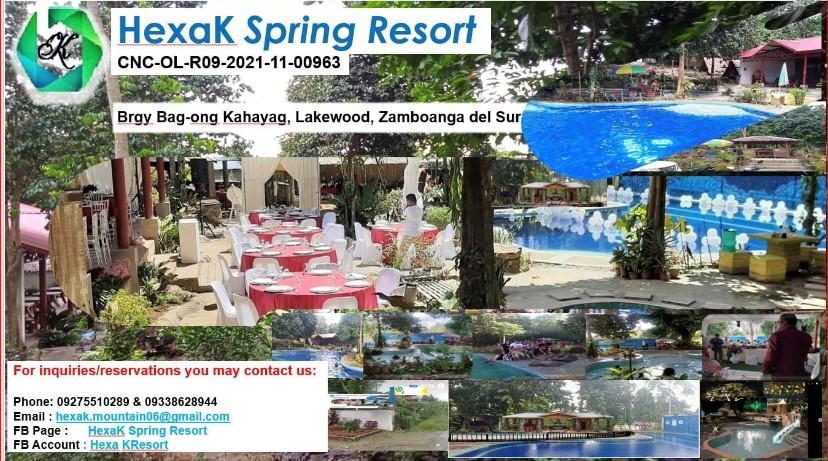 K
HexaK Spring Resort
CNC-OL-R09-2021-11-00963
Brgy Bag-ong Kahayag, Lakewood, Zamboanga del Sur
For inquiries/reservations you may contact us:
Phone: 09275510289 & 09338628944
Email : hexak.mountain06@gmail.com
FB Page : HexaK Spring Resort
FB Account : Hexa KResort